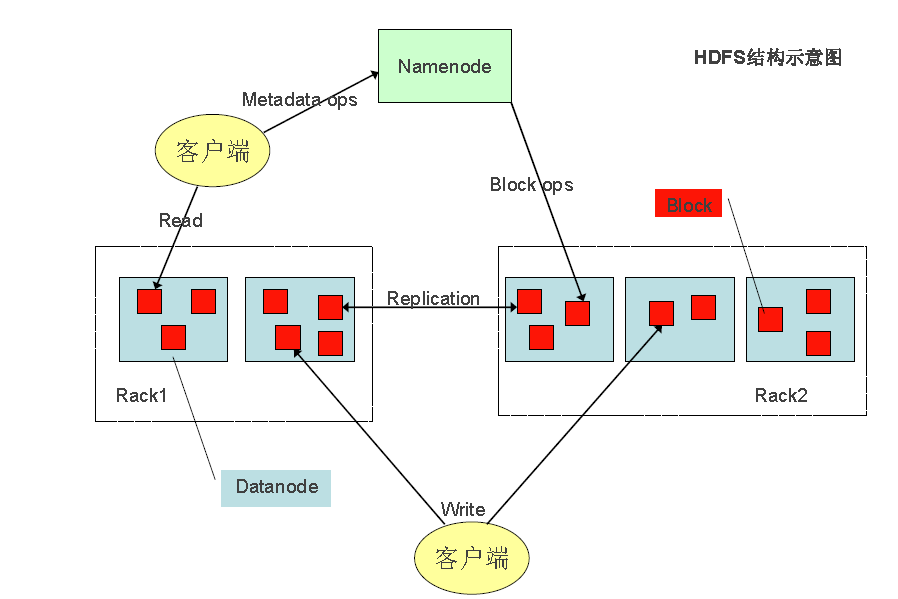 HDFS结构示意图
Namenode
Metadata ops
客户端
Block ops
Block
Read
Replication
Rack1
Rack2
Datanode
Write
客户端